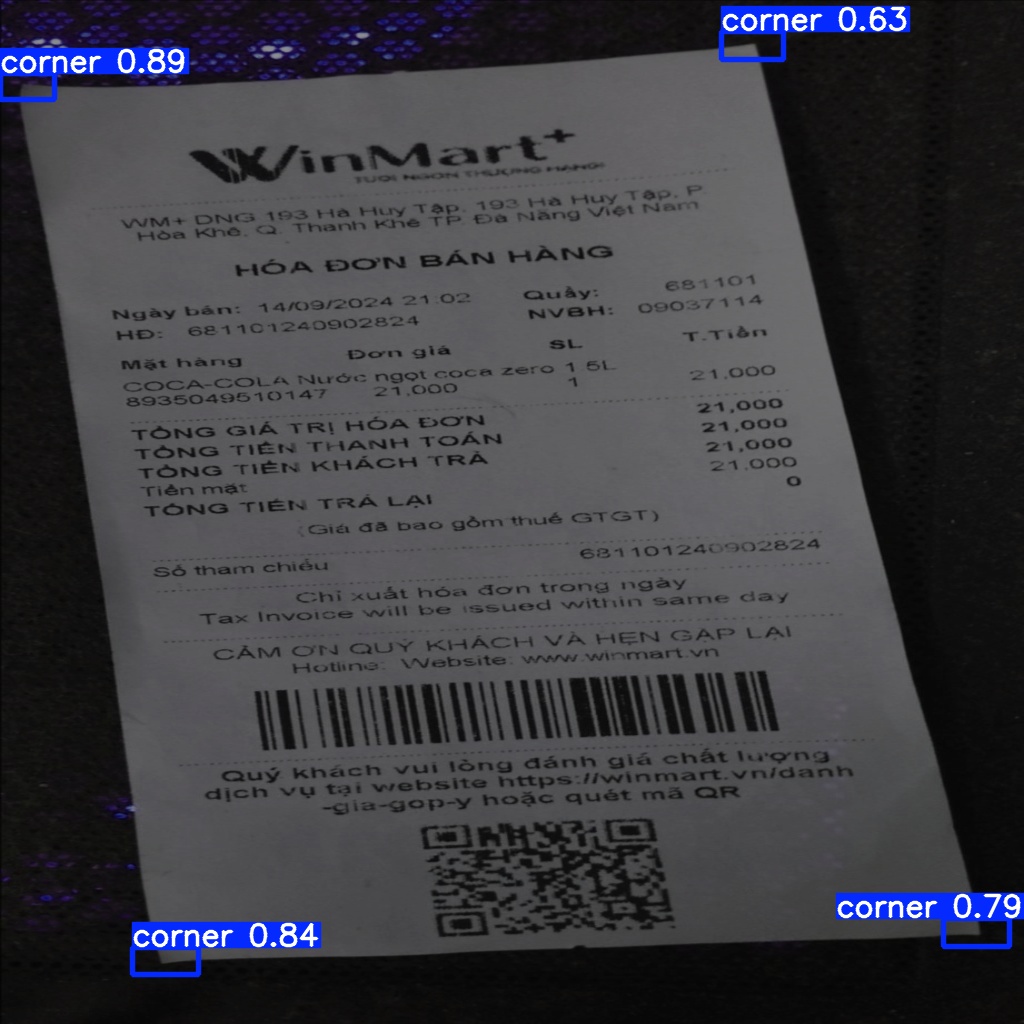 corner 0.63
corner 0.89
WinMart+
TƯƠI NGON THƯỢNG HẠNG!
WM+ DNG 193 Hà Huy Tập, 193 Hà Huy Tập, P.
Hòa Khê, Q. Thanh Khê TP. Đà Nẵng Việt Nam
HÓA ĐƠN BÁN HÀNG
Ngày bán: 14/09/2024 21:02 Quầy: 681101
HĐ: 681101240902824 NVBH: 09037114
Mặt hàng Đơn giá SL T.Tiền
COCA-COLA Nước ngọt coca zero 1 5L
8935049510147 21,000 1 21.000
TỔNG GIÁ TRỊ HÓA ĐƠN 21,000
TỔNG TIỀN THANH TOÁN 21,000
TỔNG TIỀN KHÁCH TRẢ 21,000
Tiền mặt 21.000
TỔNG TIỀN TRẢ LẠI 0
(Giá đã bao gồm thuế GTGT)
Số tham chiếu 681101240902824
Chỉ xuất hóa đơn trong ngày
Tax Invoice will be issued within same day
CẢM ƠN QUÝ KHÁCH VÀ HẸN GẶP LẠI
Hotline: Website: www.winmart.vn
Quý khách vui lòng đánh giá chất lượng
dịch vụ tại website https://winmart.vn/danh
-gia-gop-y hoặc quét mã QR
corner 0.79
corner 0.84